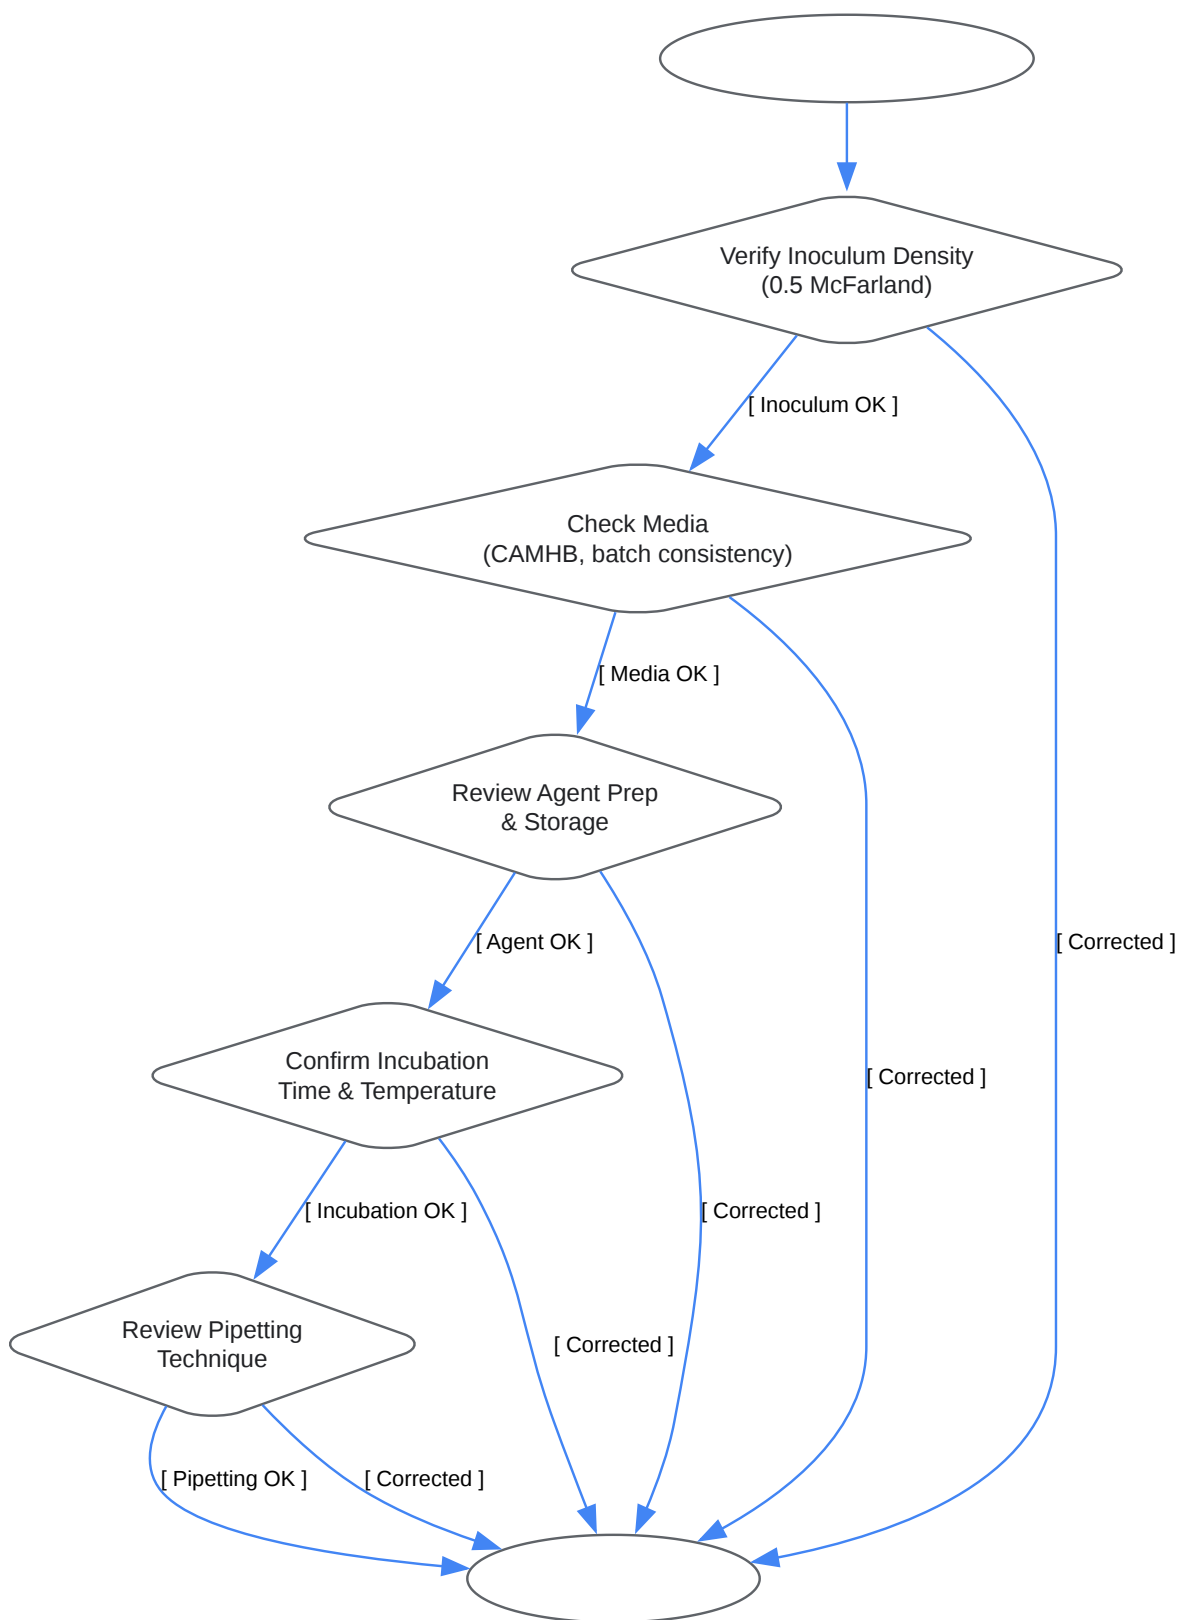 Verify Inoculum Density
(0.5 McFarland)
[ Inoculum OK ]
Check Media
(CAMHB, batch consistency)
[ Media OK ]
Review Agent Prep
& Storage
[ Agent OK ]
[ Corrected ]
Confirm Incubation
Time & Temperature
[ Corrected ]
[ Incubation OK ]
[ Corrected ]
Review Pipetting
Technique
[ Corrected ]
[ Pipetting OK ]
[ Corrected ]